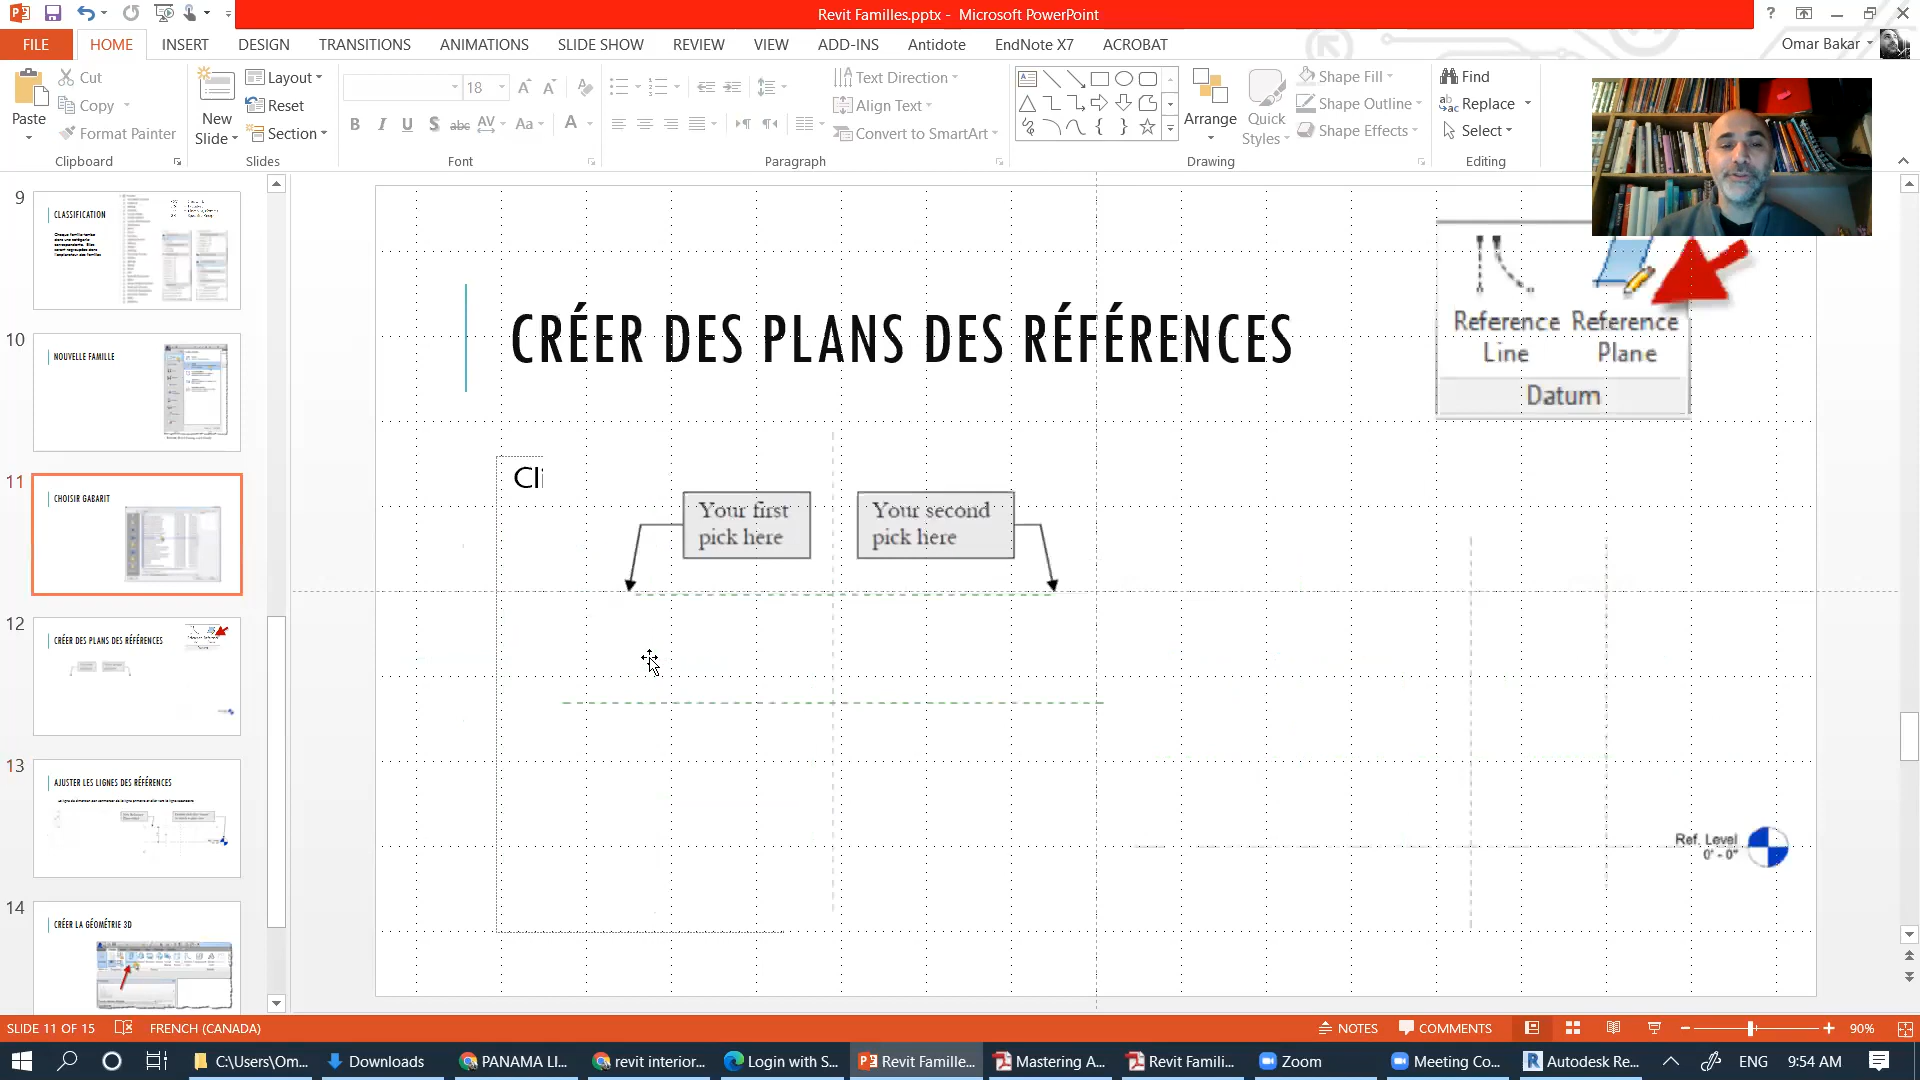 Revit Familles.pptx - Microsoft PowerPoint
FILE HOME INSERT DESIGN TRANSITIONS ANIMATIONS SLIDE SHOW REVIEW VIEW ADD-INS Antidote EndNote X7 ACROBAT
Omar Bakar
Paste
Cut
Copy
Format Painter
Clipboard
New
Slide
Layout
Reset
Section
Slides
18
Font
Text Direction
Align Text
Convert to SmartArt
Paragraph
Arrange
Quick
Styles
Shape Fill
Shape Outline
Shape Effects
Drawing
Find
Replace
Select
Editing
9
CLASSIFICATION
10
NOUVELLE FAMILLE
11
CHOISIR GABARIT
12
CRÉER DES PLANS DES RÉFÉRENCES
13
AJUSTER LES LIGNES DES RÉFÉRENCES
14
CRÉER LA GÉOMÉTRIE 3D
CRÉER DES PLANS DES RÉFÉRENCES
Reference
Line
Reference
Plane
Datum
Cli
Your first
pick here
Your second
pick here
Ref. Level
0' - 0"
SLIDE 11 OF 15 FRENCH (CANADA) NOTES COMMENTS 90%
C:\Users\Om... Downloads PANAMA LI... revit interior... Login with S... Revit Famille... Mastering A... Revit Famili... Zoom Meeting Co... Autodesk Re... ENG 9:54 AM